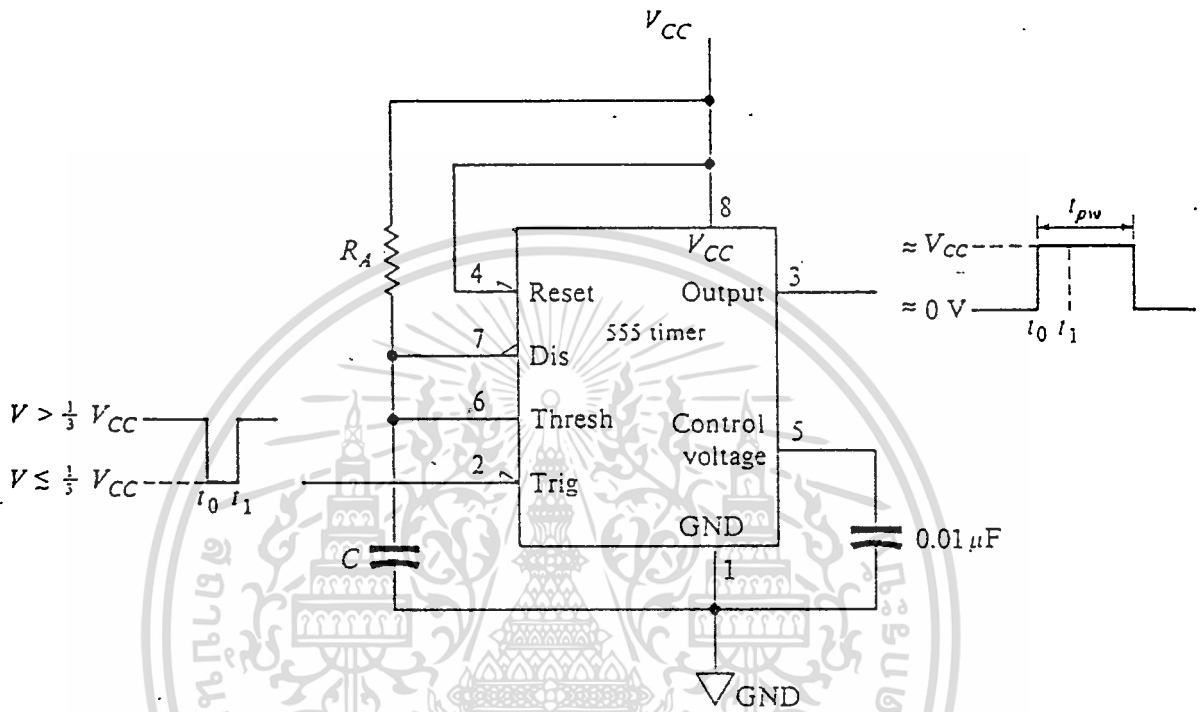 V_CC
8
t_pw
V_CC
≈ V_CC
R_A
4
Reset
Output
3
≈ 0 V
t_0 t_1
7
555 timer
Dis
V > 1/3 V_CC
6
Thresh
Control
voltage
5
2
V ≤ 1/3 V_CC
Trig
t_0 t_1
GND
0.01 μF
C
1
GND